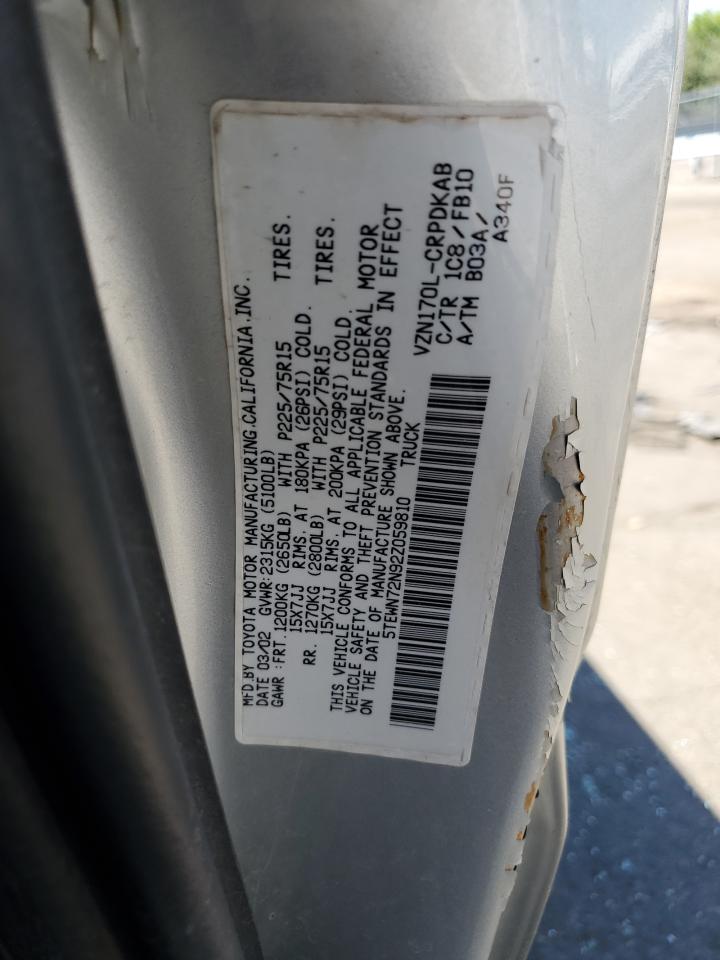 MFD.BY TOYOTA MOTOR MANUFACTURING.CALIFORNIA.INC.
DATE 03/02 GVWR:2315KG (5100LB)
GAWR :FRT.1200KG (2650LB) WITH P225/75R15 TIRES.
15X7JJ RIMS. AT 180KPA (26PSI) COLD.
RR. 1270KG (2800LB) WITH P225/75R15 TIRES.
15X7JJ RIMS. AT 200KPA (29PSI) COLD.
THIS VEHICLE CONFORMS TO ALL APPLICABLE FEDERAL MOTOR
VEHICLE SAFETY AND THEFT PREVENTION STANDARDS IN EFFECT
ON THE DATE OF MANUFACTURE SHOWN ABOVE.
5TEWN72N92Z059810 TRUCK
VZN170L-CRPDKAB
C/TR 1C8/FB10
A/TM B03A/
A340F